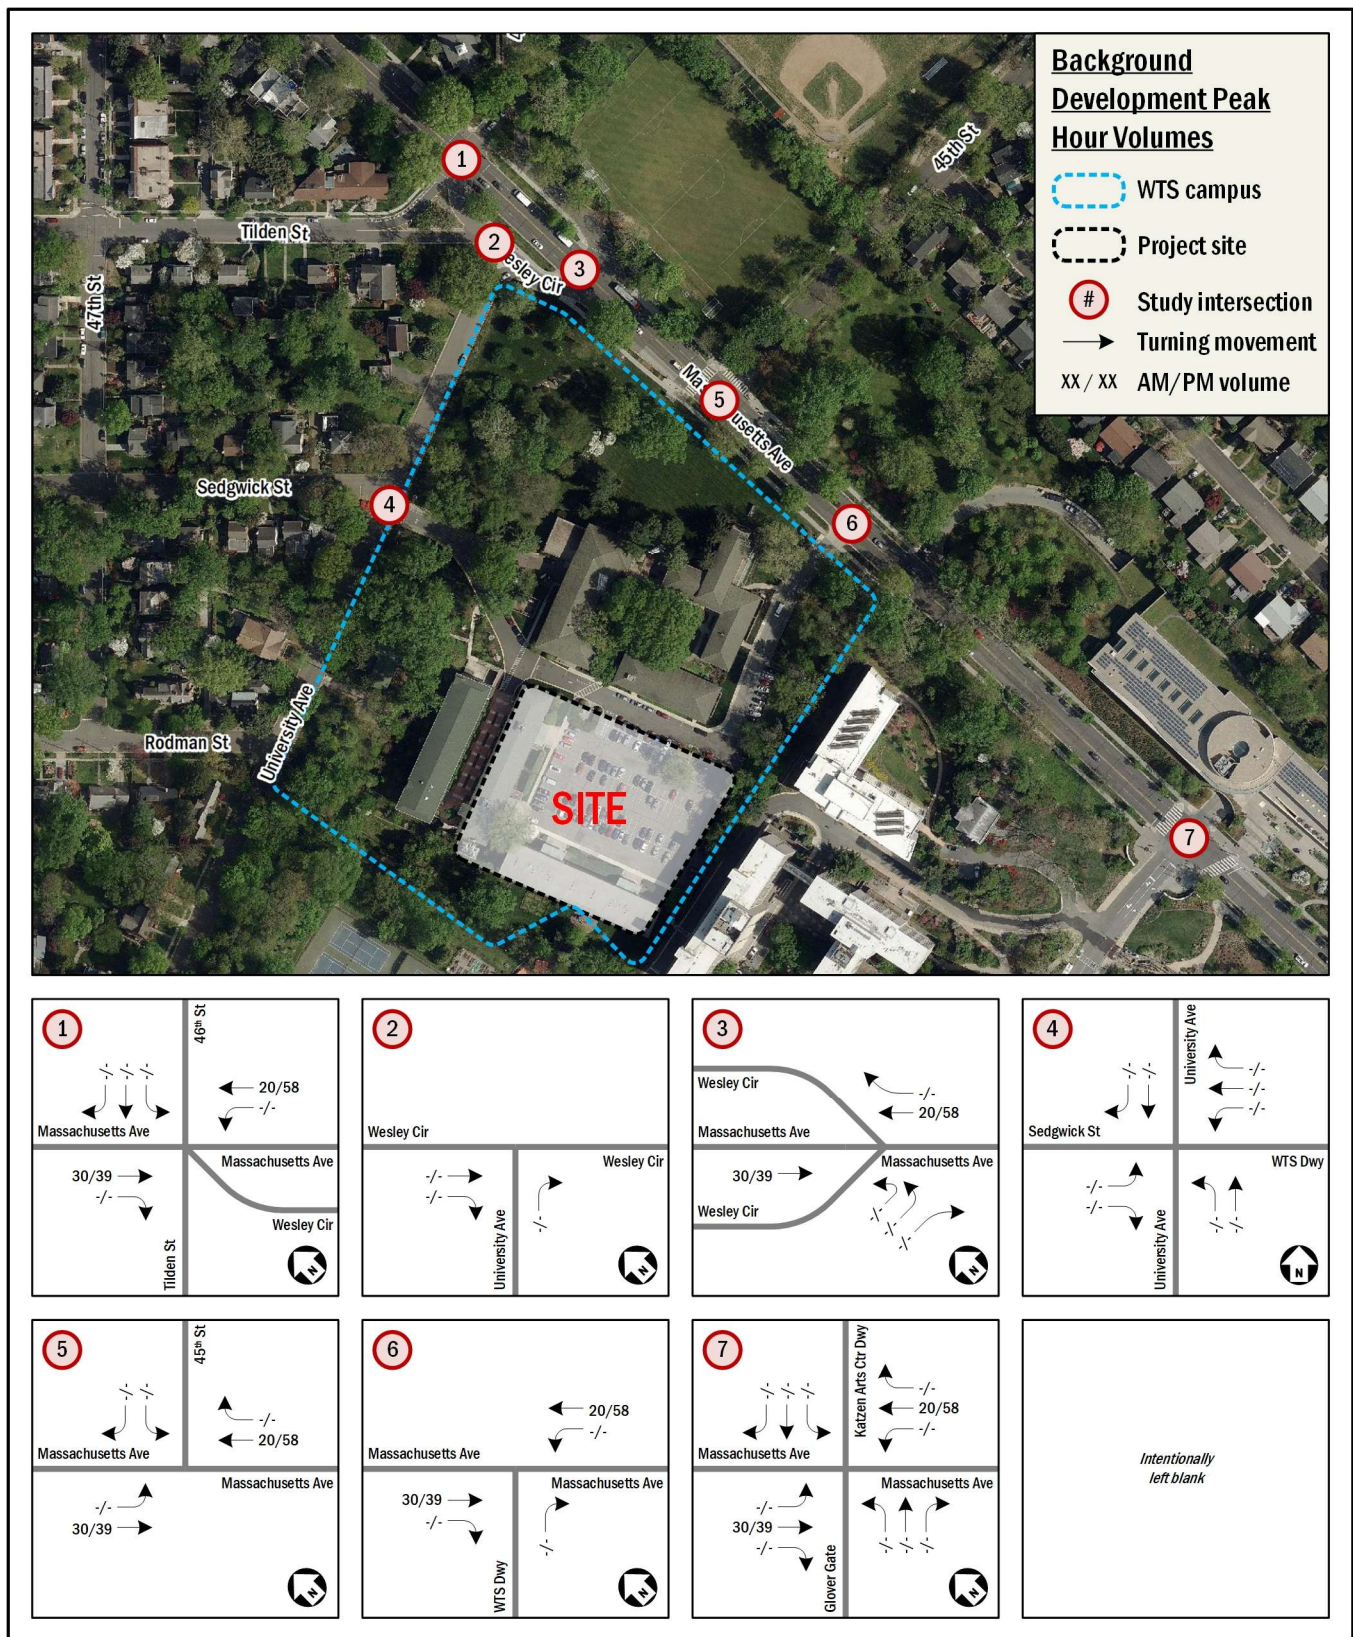 Background
Development Peak
Hour Volumes
WTS campus
Project site
# Study intersection
Turning movement
XX / XX AM/PM volume
45th St
1
Tilden St
2
Wesley Cir
3
47th St
Massachusetts Ave
5
Sedgwick St
4
6
University Ave
Rodman St
SITE
7
1
46th St
-/- -/- -/-
20/58
-/-
Massachusetts Ave
30/39
-/-
Massachusetts Ave
Wesley Cir
Tilden St
N
2
Wesley Cir
-/-
-/-
Wesley Cir
-/-
University Ave
N
3
Wesley Cir
-/-
20/58
Massachusetts Ave
30/39
Massachusetts Ave
Wesley Cir
-/- -/- -/-
N
4
University Ave
-/- -/-
-/-
-/-
-/-
Sedgwick St
WTS Dwy
-/-
-/-
-/- -/-
University Ave
N
5
45th St
-/- -/-
-/-
20/58
Massachusetts Ave
Massachusetts Ave
-/-
30/39
N
6
20/58
-/-
Massachusetts Ave
Massachusetts Ave
30/39
-/-
-/-
WTS Dwy
N
7
Katzen Arts Ctr Dwy
-/- -/- -/-
-/-
20/58
-/-
Massachusetts Ave
Massachusetts Ave
-/-
30/39
-/-
-/- -/- -/-
Glover Gate
N
Intentionally
left blank